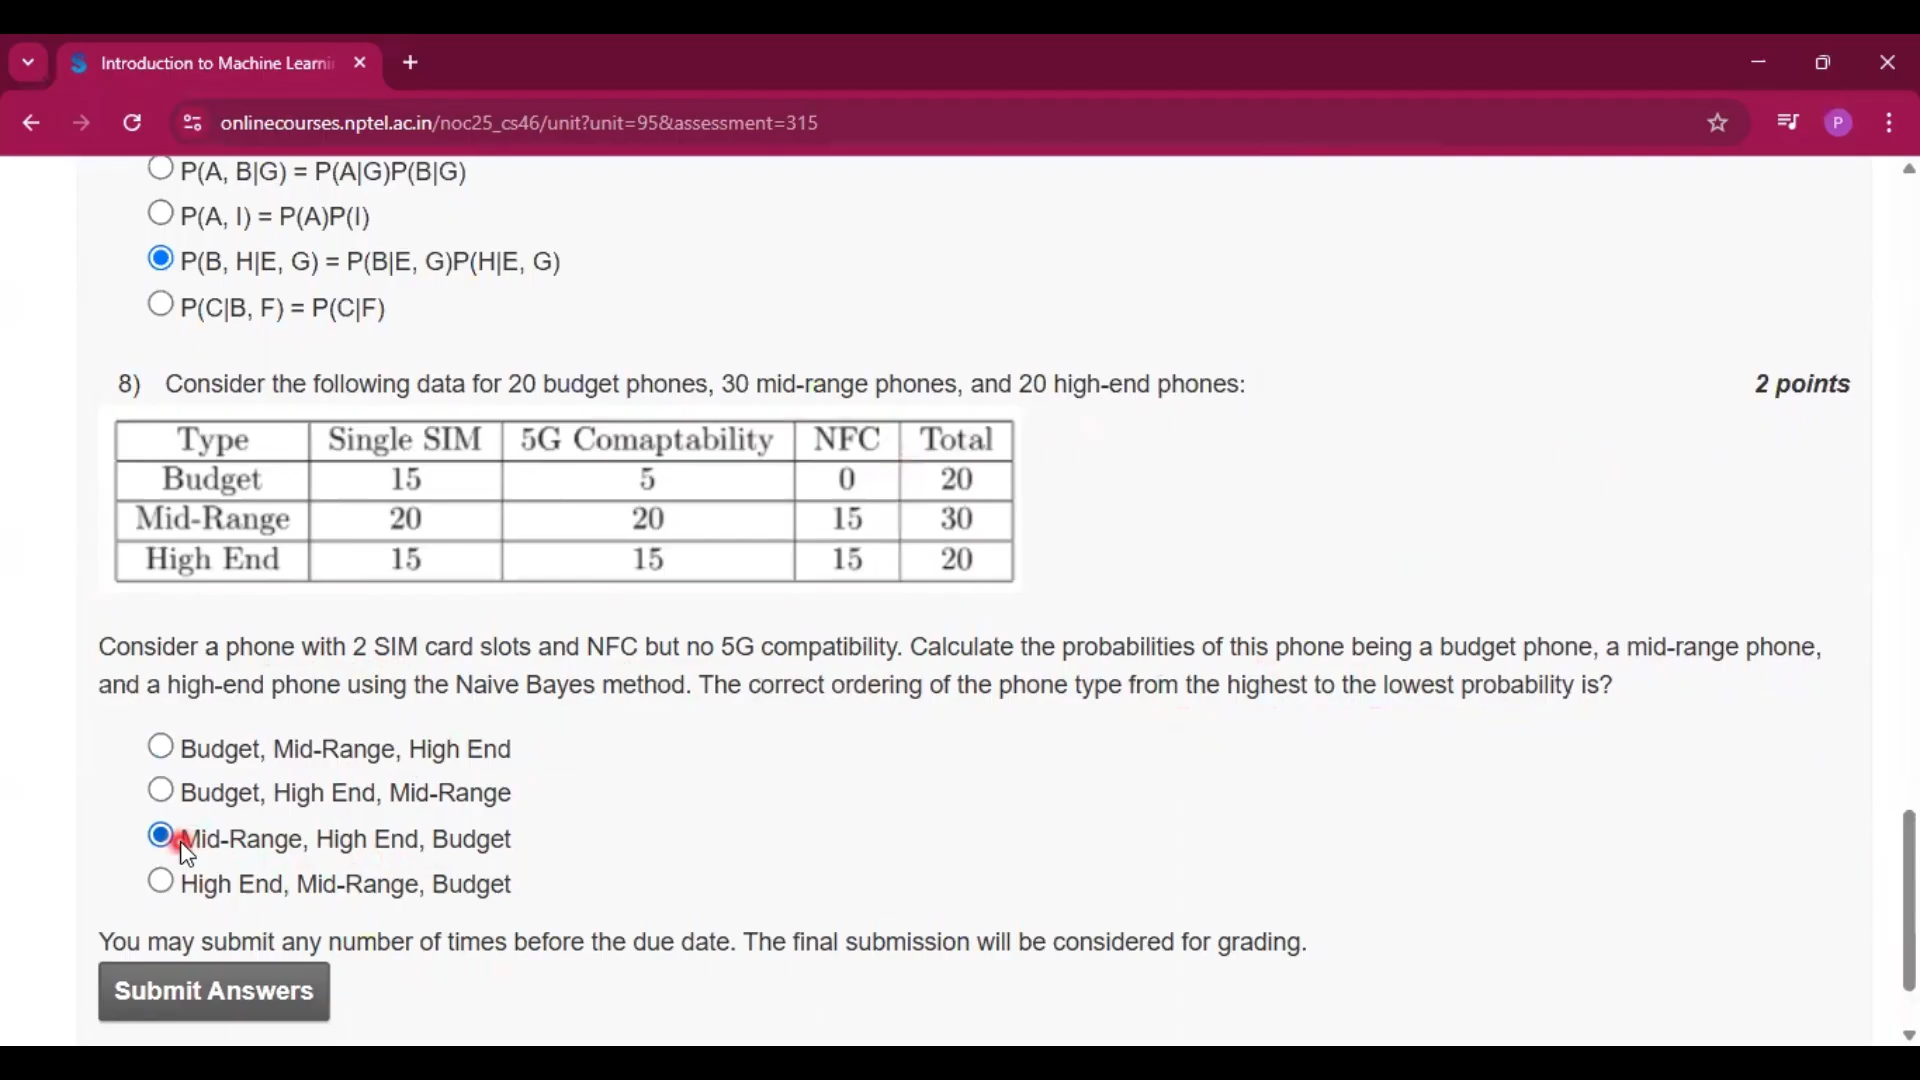 Introduction to Machine Learni
onlinecourses.nptel.ac.in/noc25_cs46/unit?unit=95&assessment=315
P
P(A, B|G) = P(A|G)P(B|G)
P(A, I) = P(A)P(I)
P(B, H|E, G) = P(B|E, G)P(H|E, G)
P(C|B, F) = P(C|F)
8) Consider the following data for 20 budget phones, 30 mid-range phones, and 20 high-end phones: 2 points
Type Single SIM 5G Comaptability NFC Total
Budget 15 5 0 20
Mid-Range 20 20 15 30
High End 15 15 15 20
Consider a phone with 2 SIM card slots and NFC but no 5G compatibility. Calculate the probabilities of this phone being a budget phone, a mid-range phone,
and a high-end phone using the Naive Bayes method. The correct ordering of the phone type from the highest to the lowest probability is?
Budget, Mid-Range, High End
Budget, High End, Mid-Range
Mid-Range, High End, Budget
High End, Mid-Range, Budget
You may submit any number of times before the due date. The final submission will be considered for grading.
Submit Answers